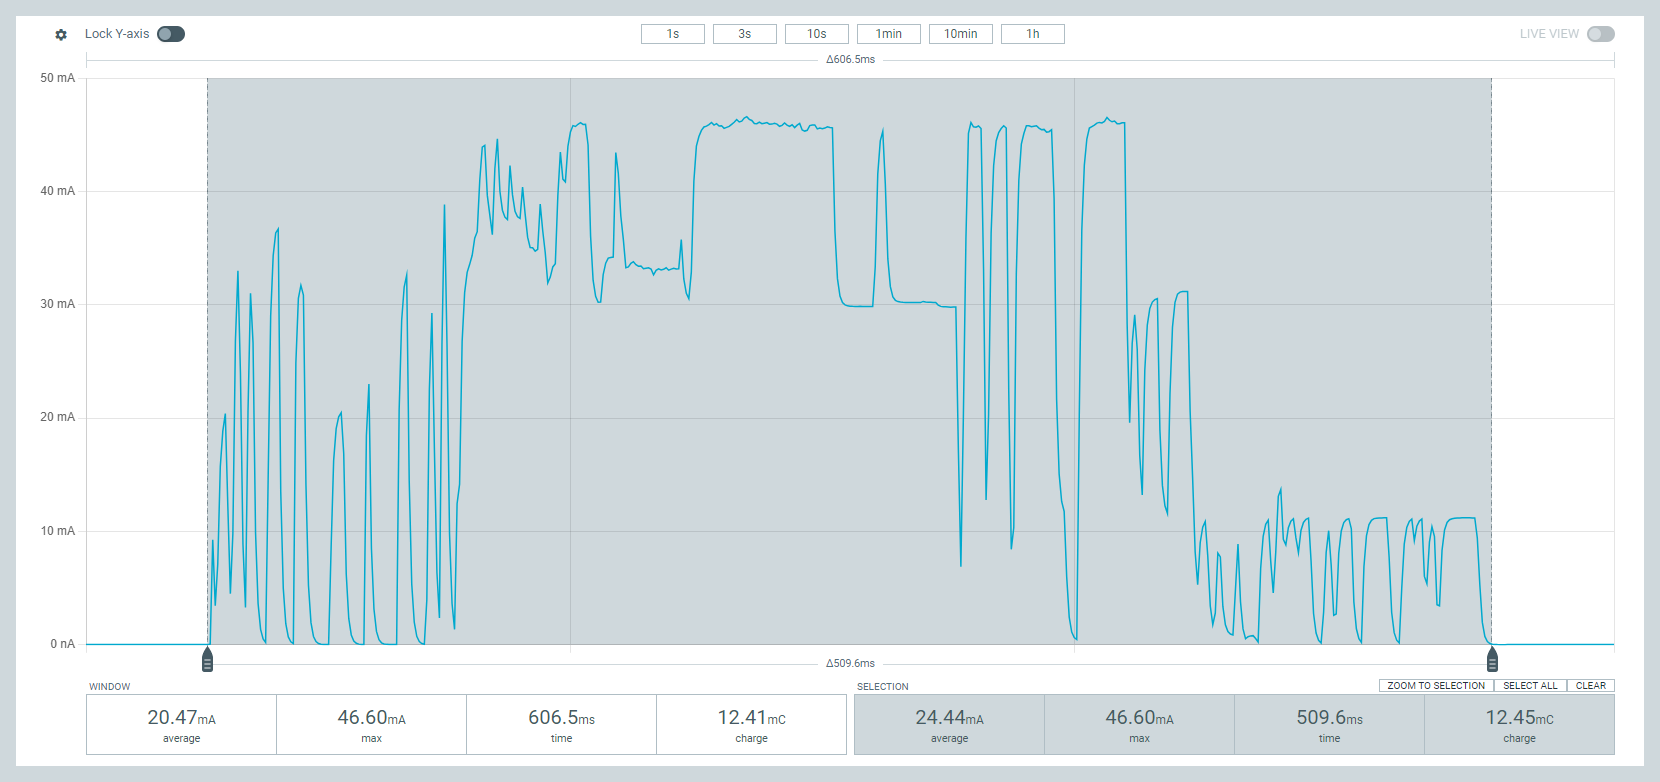 Lock Y-axis 1s 3s 10s 1min 10min 1h LIVE VIEW
Δ606.5ms
50 mA
40 mA
30 mA
20 mA
10 mA
0 nA
Δ509.6ms
WINDOW SELECTION ZOOM TO SELECTION SELECT ALL CLEAR
20.47mA 46.60mA 606.5ms 12.41mC 24.44mA 46.60mA 509.6ms 12.45mC
average max time charge average max time charge